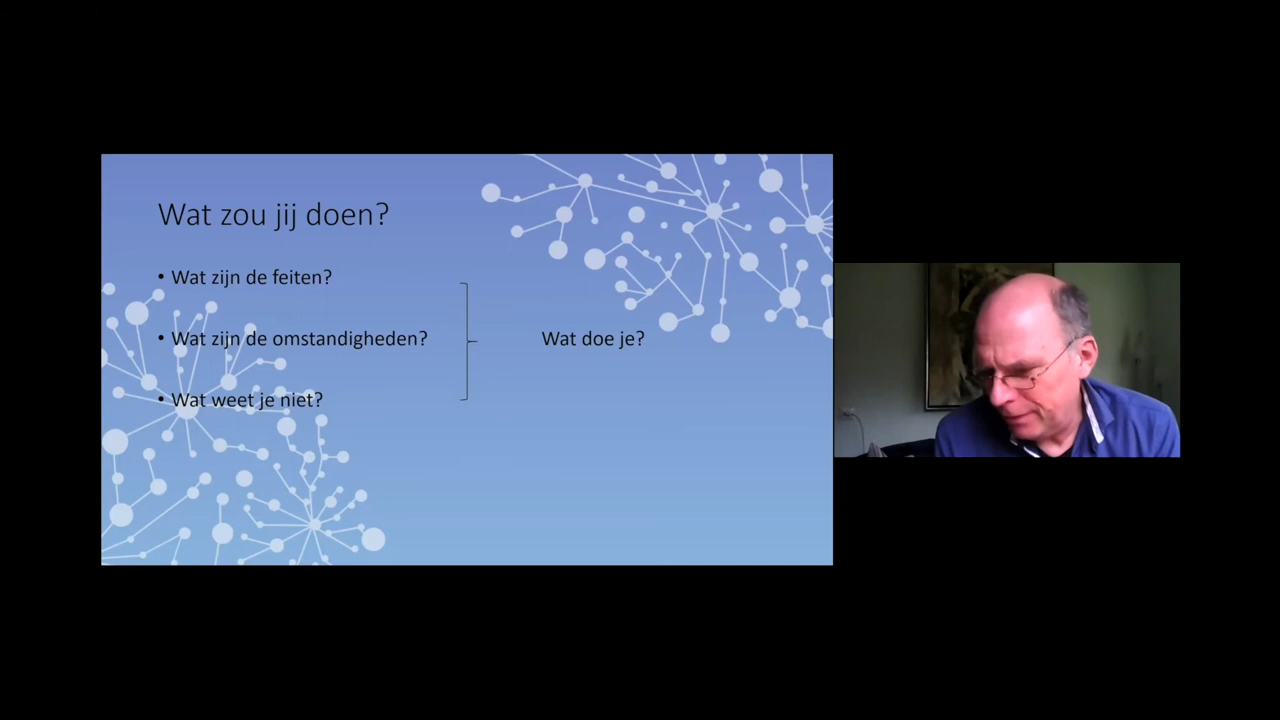 Wat zou jij doen?
• Wat zijn de feiten?
• Wat zijn de omstandigheden?
Wat doe je?
• Wat weet je niet?